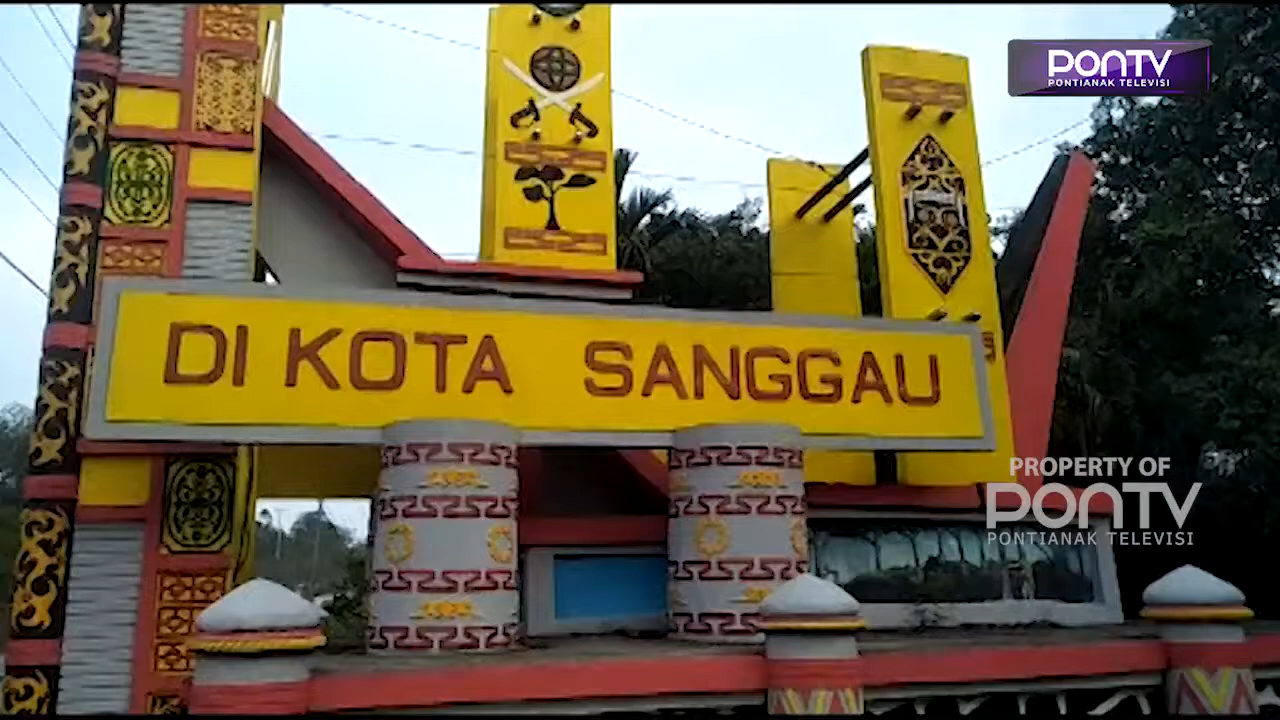 PONTV
PONTIANAK TELEVISI
DI KOTA SANGGAU
PROPERTY OF
PONTV
PONTIANAK TELEVISI